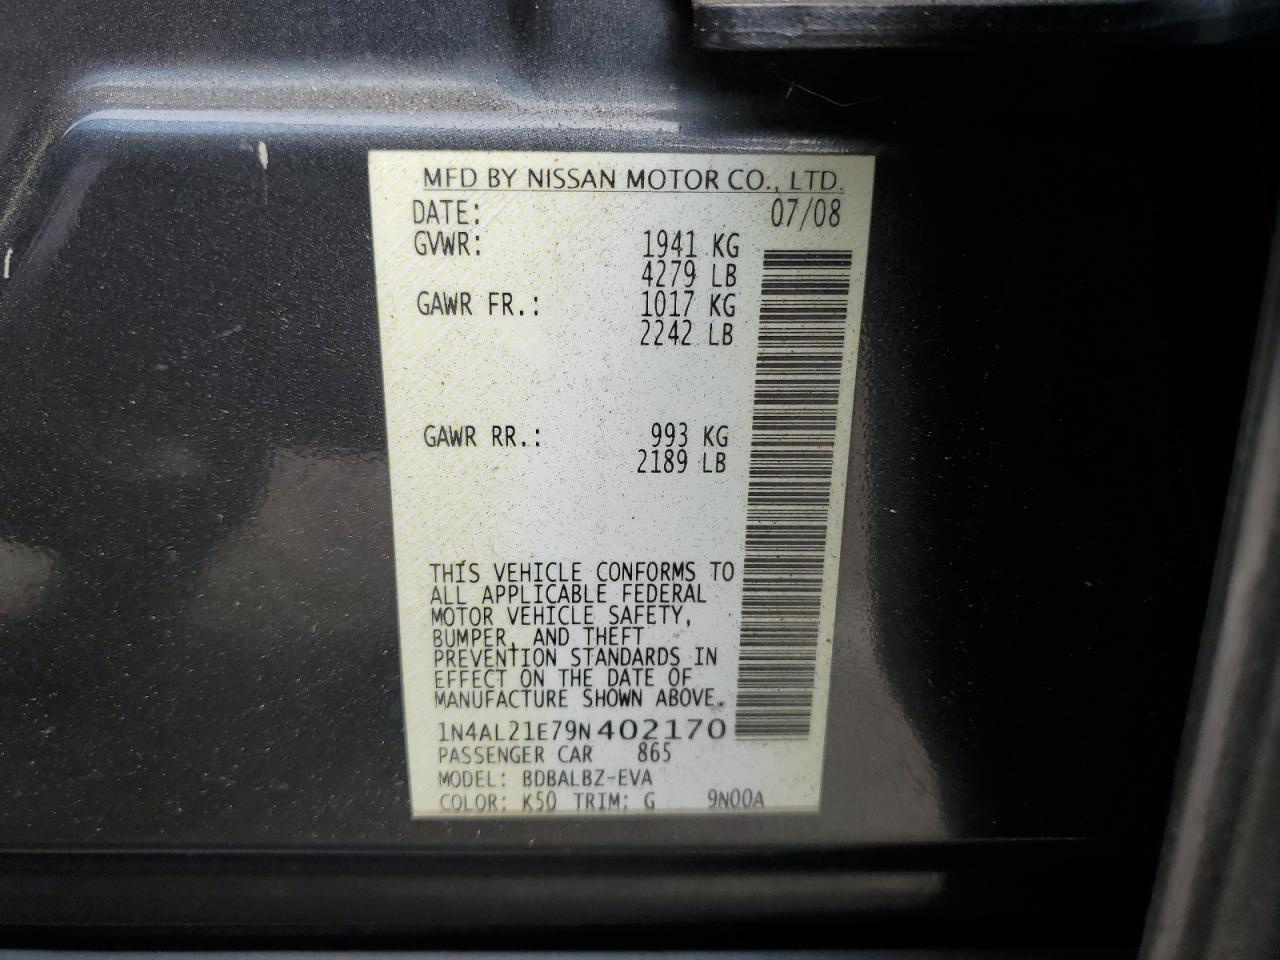 MFD BY NISSAN MOTOR CO., LTD.
DATE: 07/08
GVWR: 1941 KG
4279 LB
GAWR FR.: 1017 KG
2242 LB
GAWR RR.: 993 KG
2189 LB
THIS VEHICLE CONFORMS TO
ALL APPLICABLE FEDERAL
MOTOR VEHICLE SAFETY,
BUMPER, AND THEFT
PREVENTION STANDARDS IN
EFFECT ON THE DATE OF
MANUFACTURE SHOWN ABOVE.
1N4AL21E79N402170
PASSENGER CAR 865
MODEL: BDBALBZ-EVA
COLOR: K50 TRIM: G 9N00A